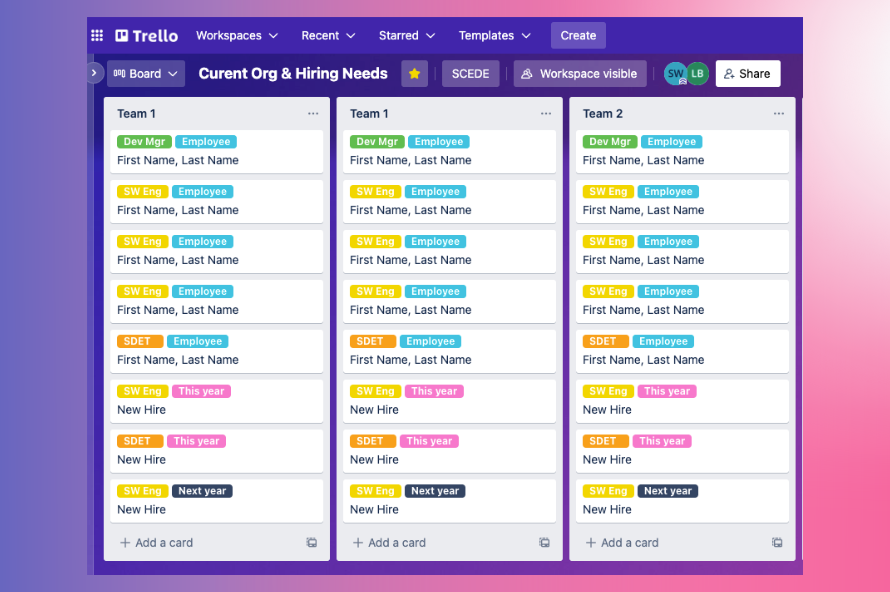 Trello Workspaces Recent Starred Templates Create
Board Curent Org & Hiring Needs SCEDE Workspace visible SW LB Share
Team 1
Dev Mgr Employee
First Name, Last Name
SW Eng Employee
First Name, Last Name
SW Eng Employee
First Name, Last Name
SW Eng Employee
First Name, Last Name
SDET Employee
First Name, Last Name
SW Eng This year
New Hire
SDET This year
New Hire
SW Eng Next year
New Hire
+ Add a card
Team 1
Dev Mgr Employee
First Name, Last Name
SW Eng Employee
First Name, Last Name
SW Eng Employee
First Name, Last Name
SW Eng Employee
First Name, Last Name
SDET Employee
First Name, Last Name
SW Eng This year
New Hire
SDET This year
New Hire
SW Eng Next year
New Hire
+ Add a card
Team 2
Dev Mgr Employee
First Name, Last Name
SW Eng Employee
First Name, Last Name
SW Eng Employee
First Name, Last Name
SW Eng Employee
First Name, Last Name
SDET Employee
First Name, Last Name
SW Eng This year
New Hire
SDET This year
New Hire
SW Eng Next year
New Hire
+ Add a card